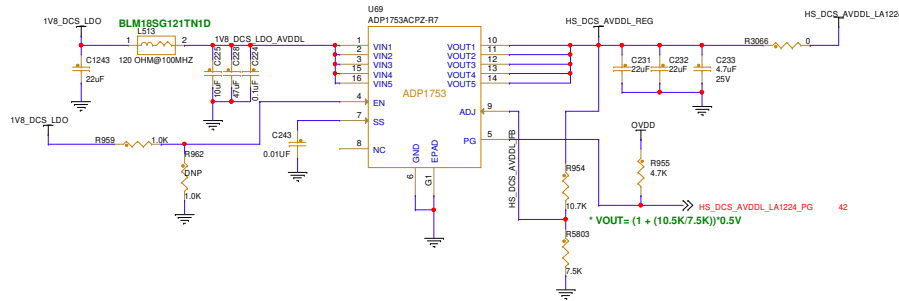 1V8_DCS_LDO
BLM18SG121TN1D
L513
1
2
120 OHM@100MHZ
1V8_DCS_LDO_AVDDL
C1243
22uF
C225
10uF
C228
47uF
C224
0.1uF
U69
ADP1753ACPZ-R7
1
2
3
15
16
VIN1
VIN2
VIN3
VIN4
VIN5
4
EN
7
SS
8
NC
ADP1753
GND
EPAD
6
G1
VOUT1
VOUT2
VOUT3
VOUT4
VOUT5
10
11
12
13
14
ADJ
9
PG
5
HS_DCS_AVDDL_REG
HS_DCS_AVDDL_LA1224
R3066
0
C231
22uF
C232
22uF
C233
4.7uF
25V
1V8_DCS_LDO
R959
1.0K
R962
DNP
1.0K
C243
0.01UF
HS_DCS_AVDDL_FB
R954
10.7K
R5803
7.5K
OVDD
R955
4.7K
HS_DCS_AVDDL_LA1224_PG
42
* VOUT= (1 + (10.5K/7.5K))*0.5V